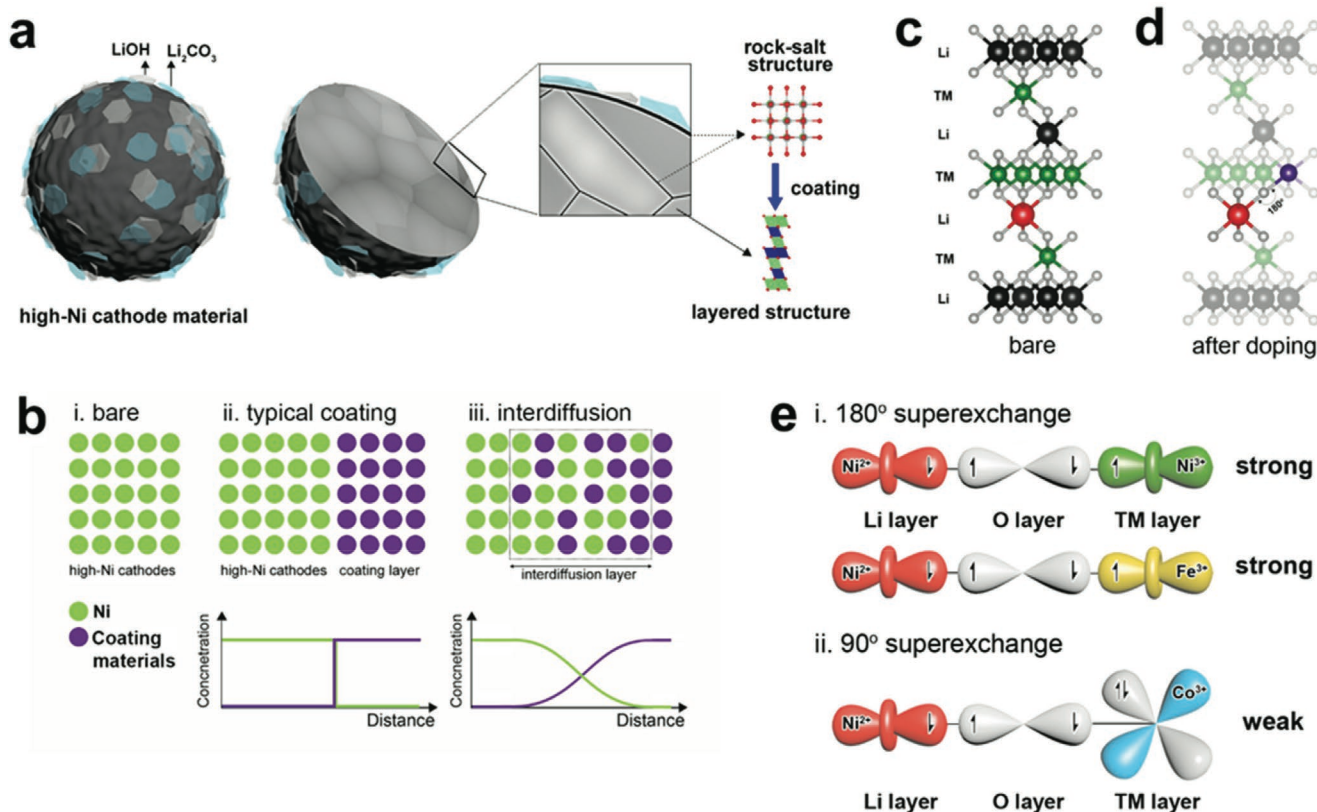 a
LiOH
Li₂CO₃
high-Ni cathode material
rock-salt
structure
coating
layered structure
c
Li
TM
Li
TM
Li
TM
Li
bare
d
180°
after doping
b
i. bare
high-Ni cathodes
ii. typical coating
high-Ni cathodes
coating layer
iii. interdiffusion
interdiffusion layer
Ni
Coating
materials
Concnetration
Distance
Concnetration
Distance
e
i. 180° superexchange
Ni²⁺
Ni³⁺
strong
Li layer
O layer
TM layer
Ni²⁺
Fe³⁺
strong
ii. 90° superexchange
Ni²⁺
Co³⁺
weak
Li layer
O layer
TM layer